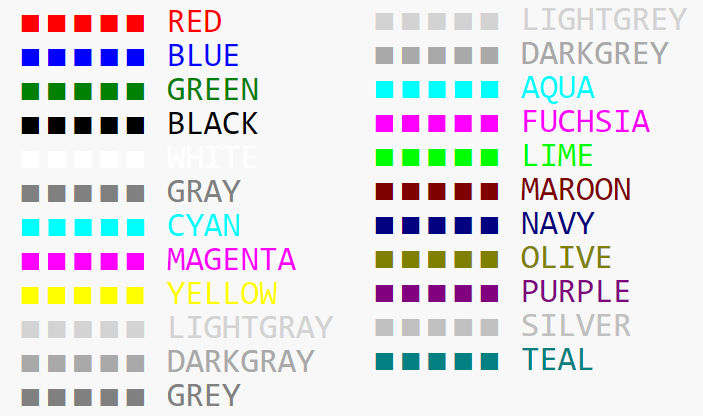 ■ ■ ■ ■ ■ RED
■ ■ ■ ■ ■ BLUE
■ ■ ■ ■ ■ GREEN
■ ■ ■ ■ ■ BLACK
■ ■ ■ ■ ■ WHITE
■ ■ ■ ■ ■ GRAY
■ ■ ■ ■ ■ CYAN
■ ■ ■ ■ ■ MAGENTA
■ ■ ■ ■ ■ YELLOW
■ ■ ■ ■ ■ LIGHTGRAY
■ ■ ■ ■ ■ DARKGRAY
■ ■ ■ ■ ■ GREY
■ ■ ■ ■ ■ LIGHTGREY
■ ■ ■ ■ ■ DARKGREY
■ ■ ■ ■ ■ AQUA
■ ■ ■ ■ ■ FUCHSIA
■ ■ ■ ■ ■ LIME
■ ■ ■ ■ ■ MAROON
■ ■ ■ ■ ■ NAVY
■ ■ ■ ■ ■ OLIVE
■ ■ ■ ■ ■ PURPLE
■ ■ ■ ■ ■ SILVER
■ ■ ■ ■ ■ TEAL